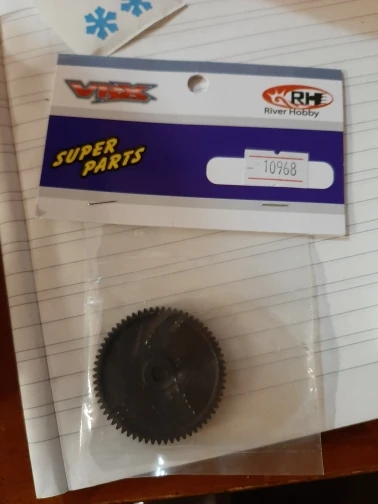 VRX
RH
River Hobby
SUPER
PARTS
10968